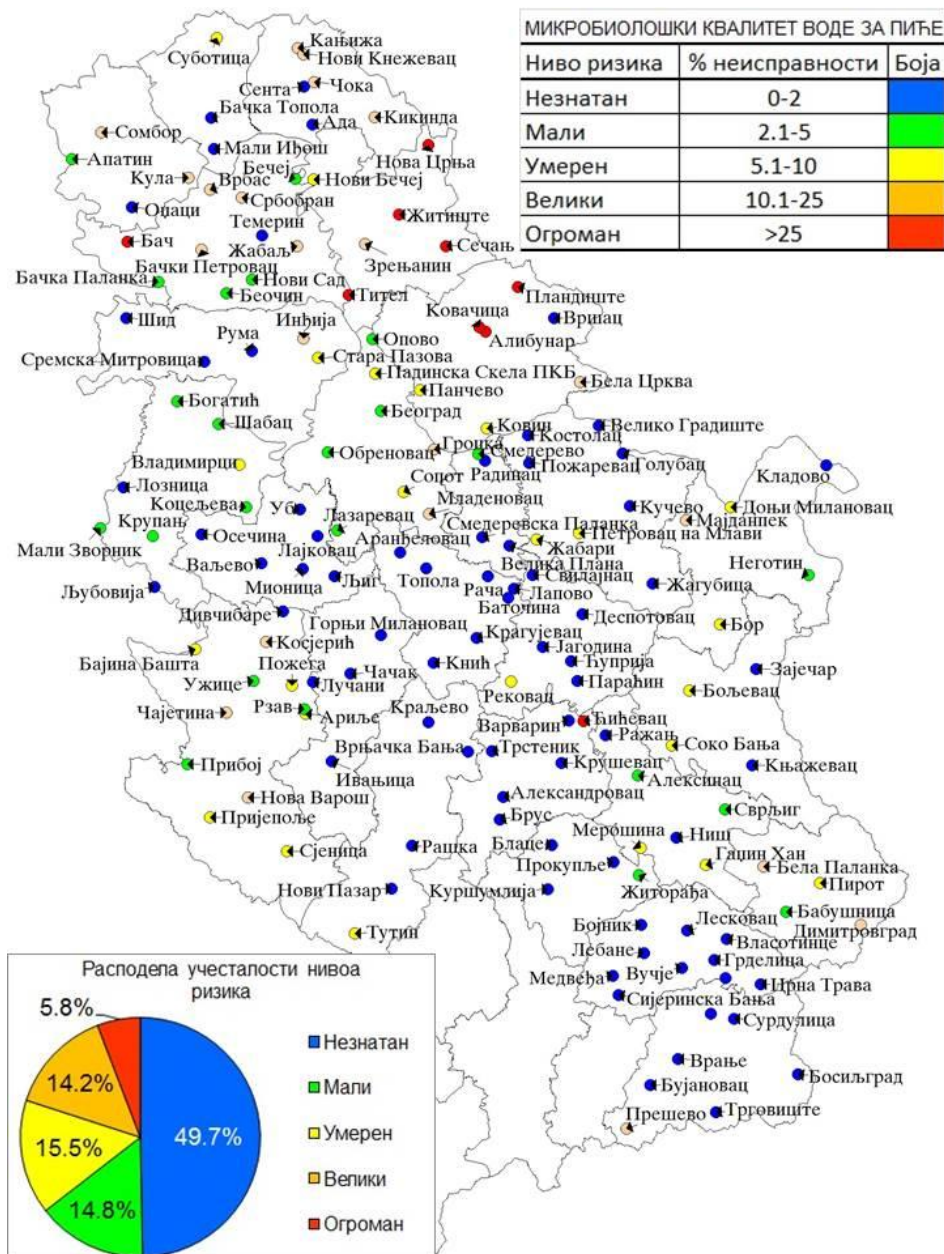 МИКРОБИОЛОШКИ КВАЛИТЕТ ВОДЕ ЗА ПИЋЕ
Ниво ризика % неисправности Боја
Незнатан 0-2
Мали 2.1-5
Умерен 5.1-10
Велики 10.1-25
Огроман >25
Суботица
Кањижа
Нови Кнежевац
Сента
Чока
Бачка Топола
Ада
Кикинда
Сомбор
Апатин
Мали Иђош
Бечеј
Нови Бечеј
Нова Црња
Кула
Врбас
Србобран
Оџаци
Темерин
Житиште
Бач
Жабаљ
Сечањ
Бачки Петровац
Зрењанин
Бачка Паланка
Нови Сад
Беочин
Тител
Пландиште
Ковачица
Вршац
Шид
Инђија
Алибунар
Рума
Опово
Сремска Митровица
Стара Пазова
Падинска Скела ПКБ
Панчево
Бела Црква
Богатић
Београд
Шабац
Ковин
Велико Градиште
Костолац
Гроцка
Смедерево
Обреновац
Владимирци
Радинац
Пожаревац
Голубац
Кладово
Лозница
Сопот
Младеновац
Коцељева
Уб
Лазаревац
Кучево
Доњи Милановац
Мајданпек
Смедеревска Паланка
Петровац на Млави
Мали Зворник
Крупањ
Осечина
Лајковац
Аранђеловац
Жабари
Велика Плана
Неготин
Ваљево
Мионица
Љиг
Топола
Рача
Свилајнац
Лапово
Баточина
Жагубица
Љубовија
Дивчибаре
Горњи Милановац
Деспотовац
Бор
Косјерић
Крагујевац
Јагодина
Бајина Башта
Пожега
Кнић
Ћуприја
Зајечар
Ужице
Лучани
Чачак
Рековац
Параћин
Бољевац
Рзав
Ариље
Чајетина
Краљево
Варварин
Ћићевац
Ражањ
Врњачка Бања
Трстеник
Соко Бања
Прибој
Ивањица
Крушевац
Алексинац
Књажевац
Нова Варош
Александровац
Пријепоље
Брус
Сврљиг
Мерошина
Ниш
Сјеница
Рашка
Блаце
Гаџин Хан
Прокупље
Бела Паланка
Нови Пазар
Куршумлија
Житорађа
Пирот
Бабушница
Димитровград
Бојник
Лесковац
Тутин
Власотинце
Лебане
Грделица
Медвеђа
Вучје
Црна Трава
Сијеринска Бања
Сурдулица
Врање
Босиљград
Бујановац
Прешево
Трговиште
Расподела учесталости нивоа
ризика
5.8%
14.2%
15.5%
14.8%
49.7%
Незнатан
Мали
Умерен
Велики
Огроман